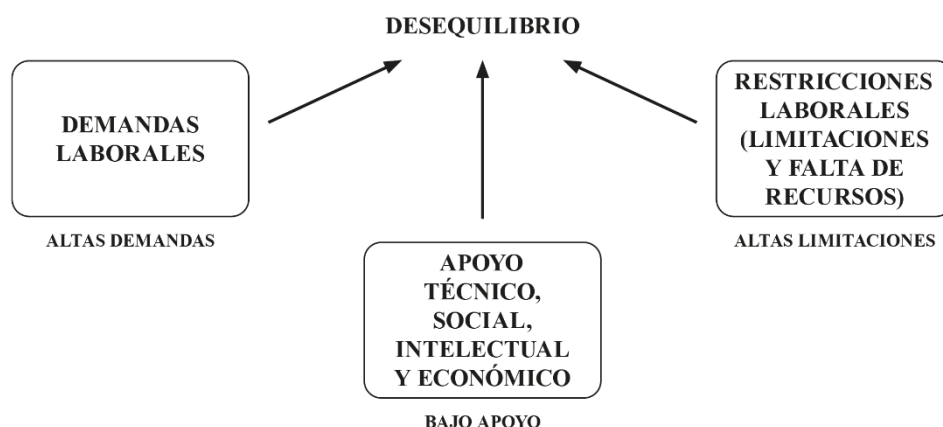 DESEQUILIBRIO
DEMANDAS
LABORALES
ALTAS DEMANDAS
APOYO
TÉCNICO,
SOCIAL,
INTELECTUAL
Y ECONÓMICO
BAJO APOYO
RESTRICCIONES
LABORALES
(LIMITACIONES
Y FALTA DE
RECURSOS)
ALTAS LIMITACIONES